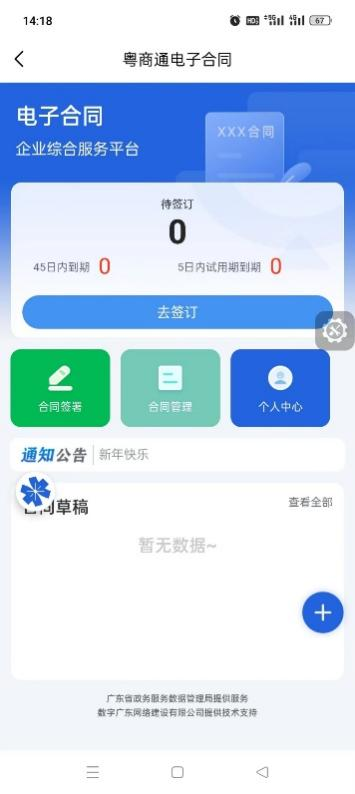 14:18
67
粤商通电子合同
电子合同
企业综合服务平台
XXX合同
待签订
0
45日内到期 0 5日内试用期到期 0
去签订
合同签署 合同管理 个人中心
通知公告 新年快乐
合同草稿 查看全部
暂无数据~
广东省政务服务数据管理局提供服务
数字广东网络建设有限公司提供技术支持